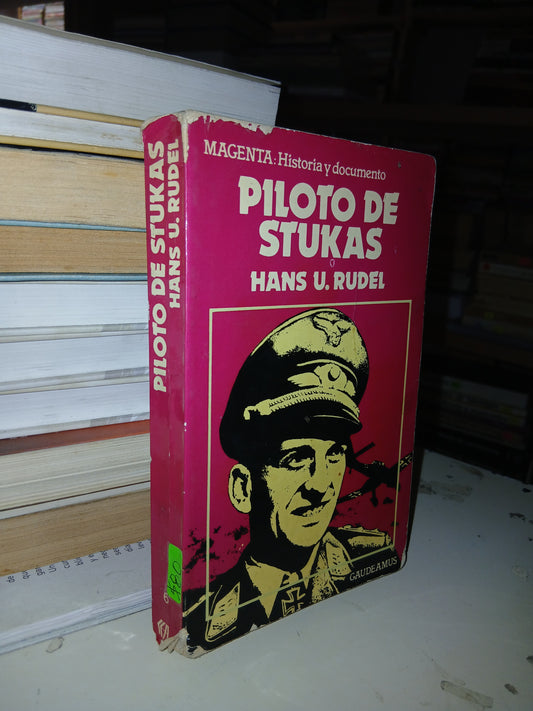 MAGENTA: Historia y documento
PILOTO DE
STUKAS
HANS U. RUDEL
GAUDEAMUS
PILOTO DE STUKAS
HANS U. RUDEL